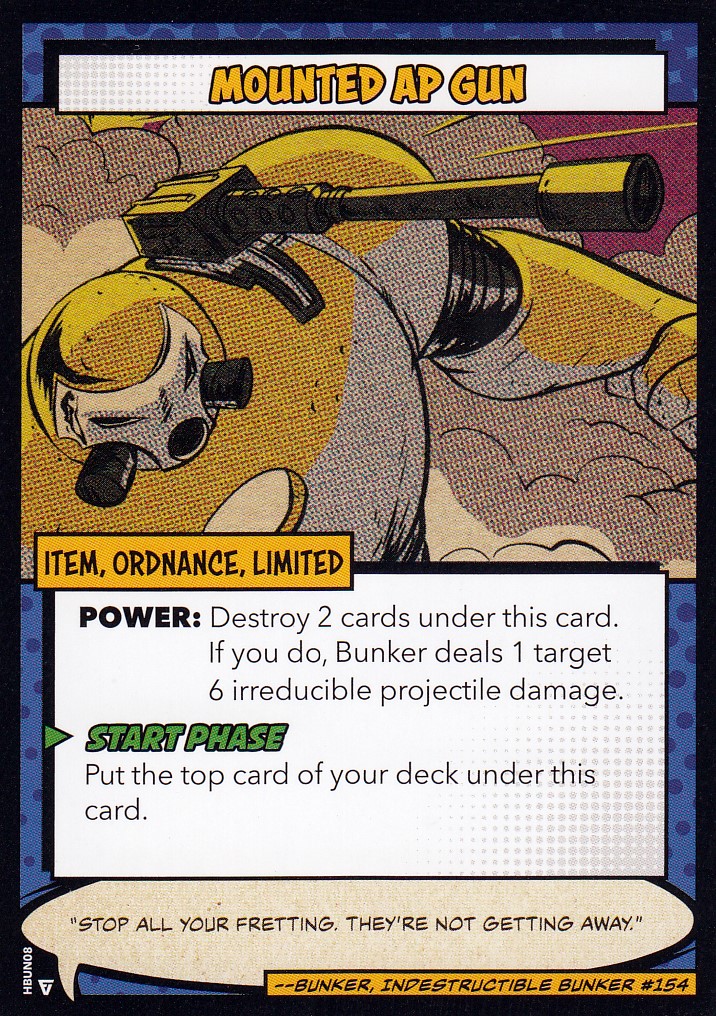 MOUNTED AP GUN
ITEM, ORDNANCE, LIMITED
POWER: Destroy 2 cards under this card.
If you do, Bunker deals 1 target
6 irreducible projectile damage.
START PHASE
Put the top card of your deck under this
card.
"STOP ALL YOUR FRETTING. THEY'RE NOT GETTING AWAY."
--BUNKER, INDESTRUCTIBLE BUNKER #154
HBUN08